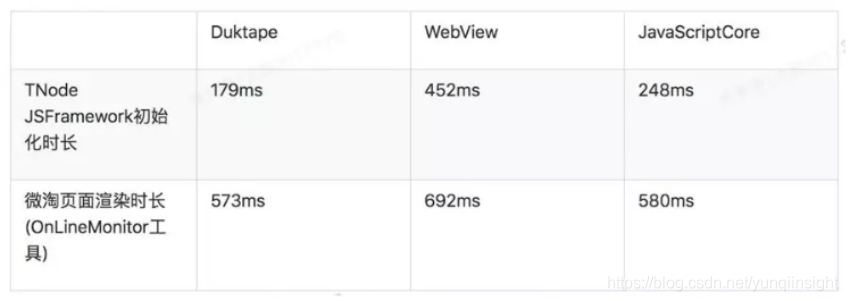 Duktape
WebView
JavaScriptCore
TNode
JSFramework初始
化时长
179ms
452ms
248ms
微淘页面渲染时长
(OnLineMonitor工
具)
573ms
692ms
580ms
https://blog.csdn.net/yunqiinsight